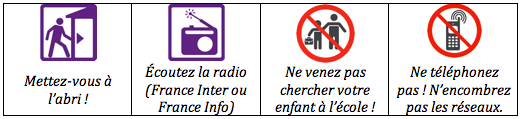 Mettez-vous à
l'abri !
Écoutez la radio
(France Inter ou
France Info)
Ne venez pas
chercher votre
enfant à l'école !
Ne téléphonez
pas ! N'encombrez
pas les réseaux.